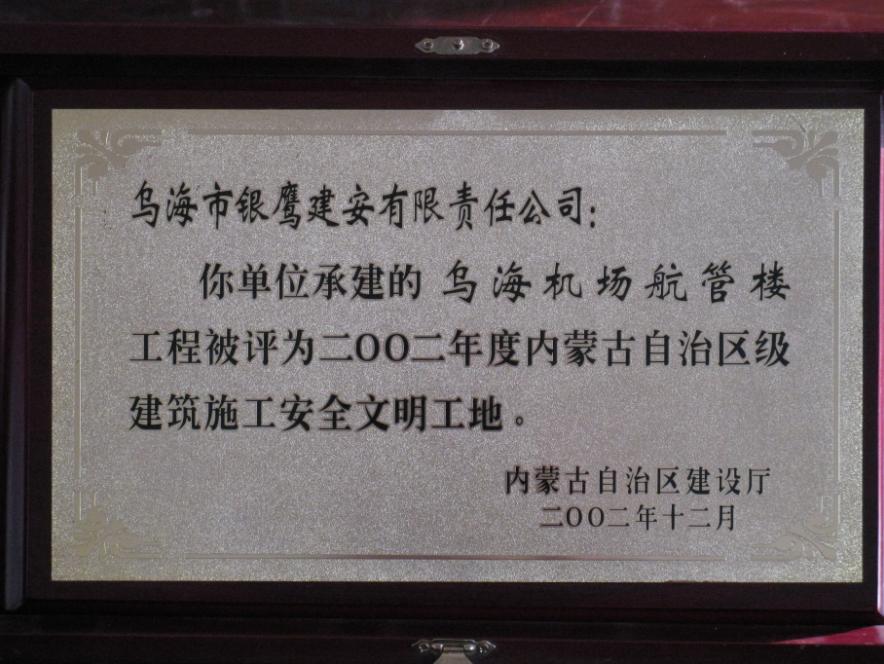 乌海市银鹰建安有限责任公司:
你单位承建的 乌海机场航管楼
工程被评为二OO二年度内蒙古自治区级
建筑施工安全文明工地。
内蒙古自治区建设厅
二OO二年十二月